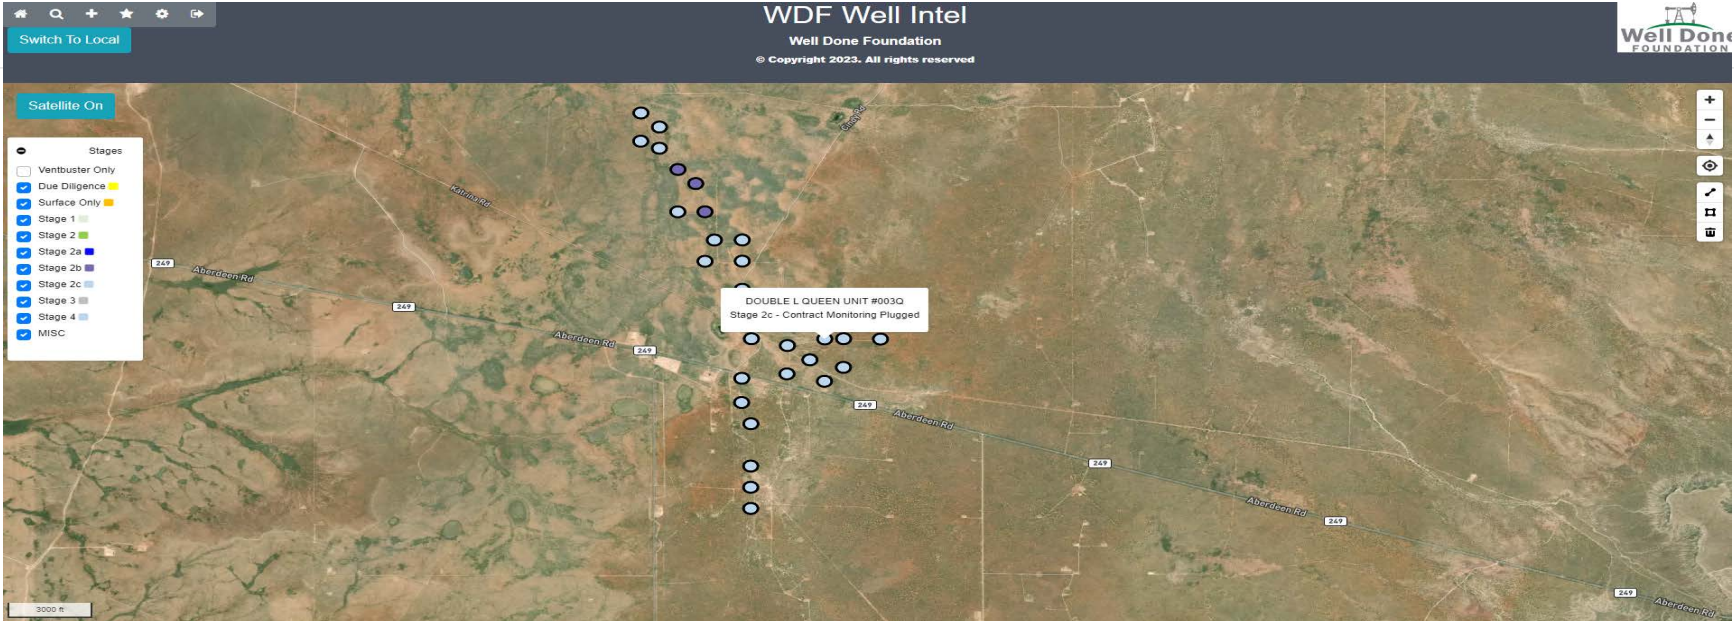 WDF Well Intel
Well Done Foundation
© Copyright 2023. All rights reserved
Switch To Local
Well Done
FOUNDATION
Satellite On
Stages
Ventbuster Only
Due Diligence
Surface Only
Stage 1
Stage 2
Stage 2a
Stage 2b
Stage 2c
Stage 3
Stage 4
MISC
Cindy Rd
Katrina Rd
249
Aberdeen Rd
249
DOUBLE L QUEEN UNIT #003Q
Stage 2c - Contract Monitoring Plugged
Aberdeen Rd
249
249
Aberdeen Rd
249
Aberdeen Rd
249
249
Aberdeen Rd
3000 ft